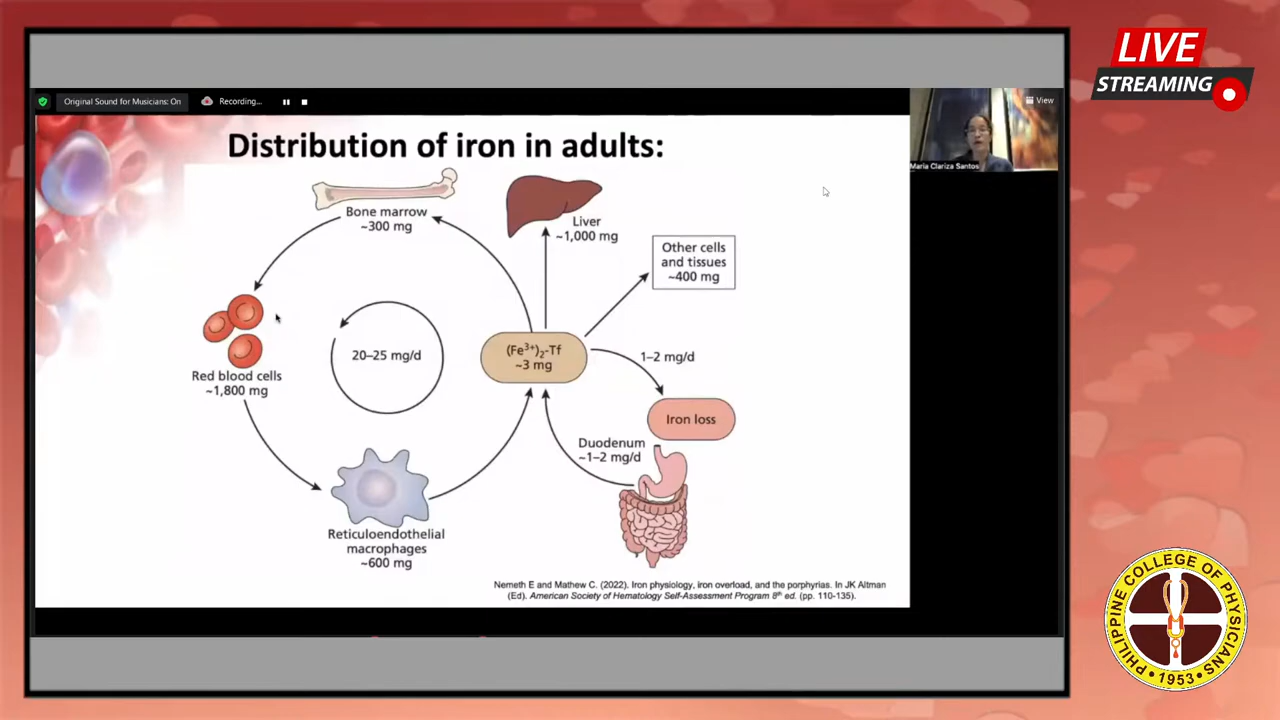 LIVE
STREAMING
Original Sound for Musicians: On
Recording...
View
Maria Clariza Santos
Distribution of iron in adults:
Bone marrow
~300 mg
Liver
~1,000 mg
Other cells
and tissues
~400 mg
20–25 mg/d
(Fe³⁺)₂-Tf
~3 mg
1–2 mg/d
Red blood cells
~1,800 mg
Iron loss
Duodenum
~1–2 mg/d
Reticuloendothelial
macrophages
~600 mg
Nemeth E and Mathew C. (2022). Iron physiology, iron overload, and the porphyrias. In JK Altman
(Ed). American Society of Hematology Self-Assessment Program 8th ed. (pp. 110-135).
PHILIPPINE COLLEGE OF PHYSICIANS
1953